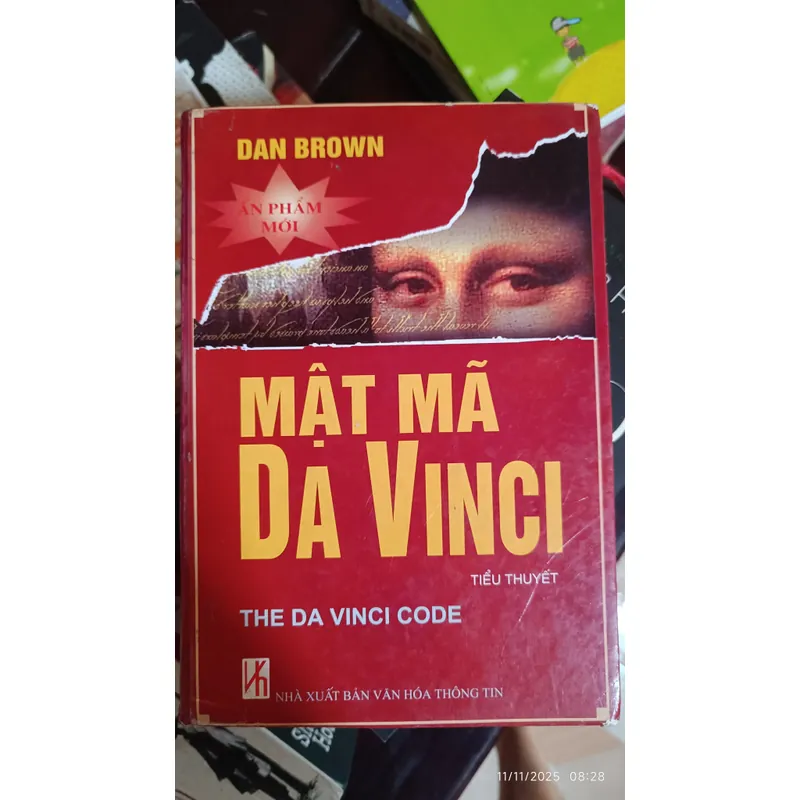 DAN BROWN
ẤN PHẨM
MỚI
MẬT MÃ
DA VINCI
TIỂU THUYẾT
THE DA VINCI CODE
NHÀ XUẤT BẢN VĂN HÓA THÔNG TIN
11/11/2025 08:28